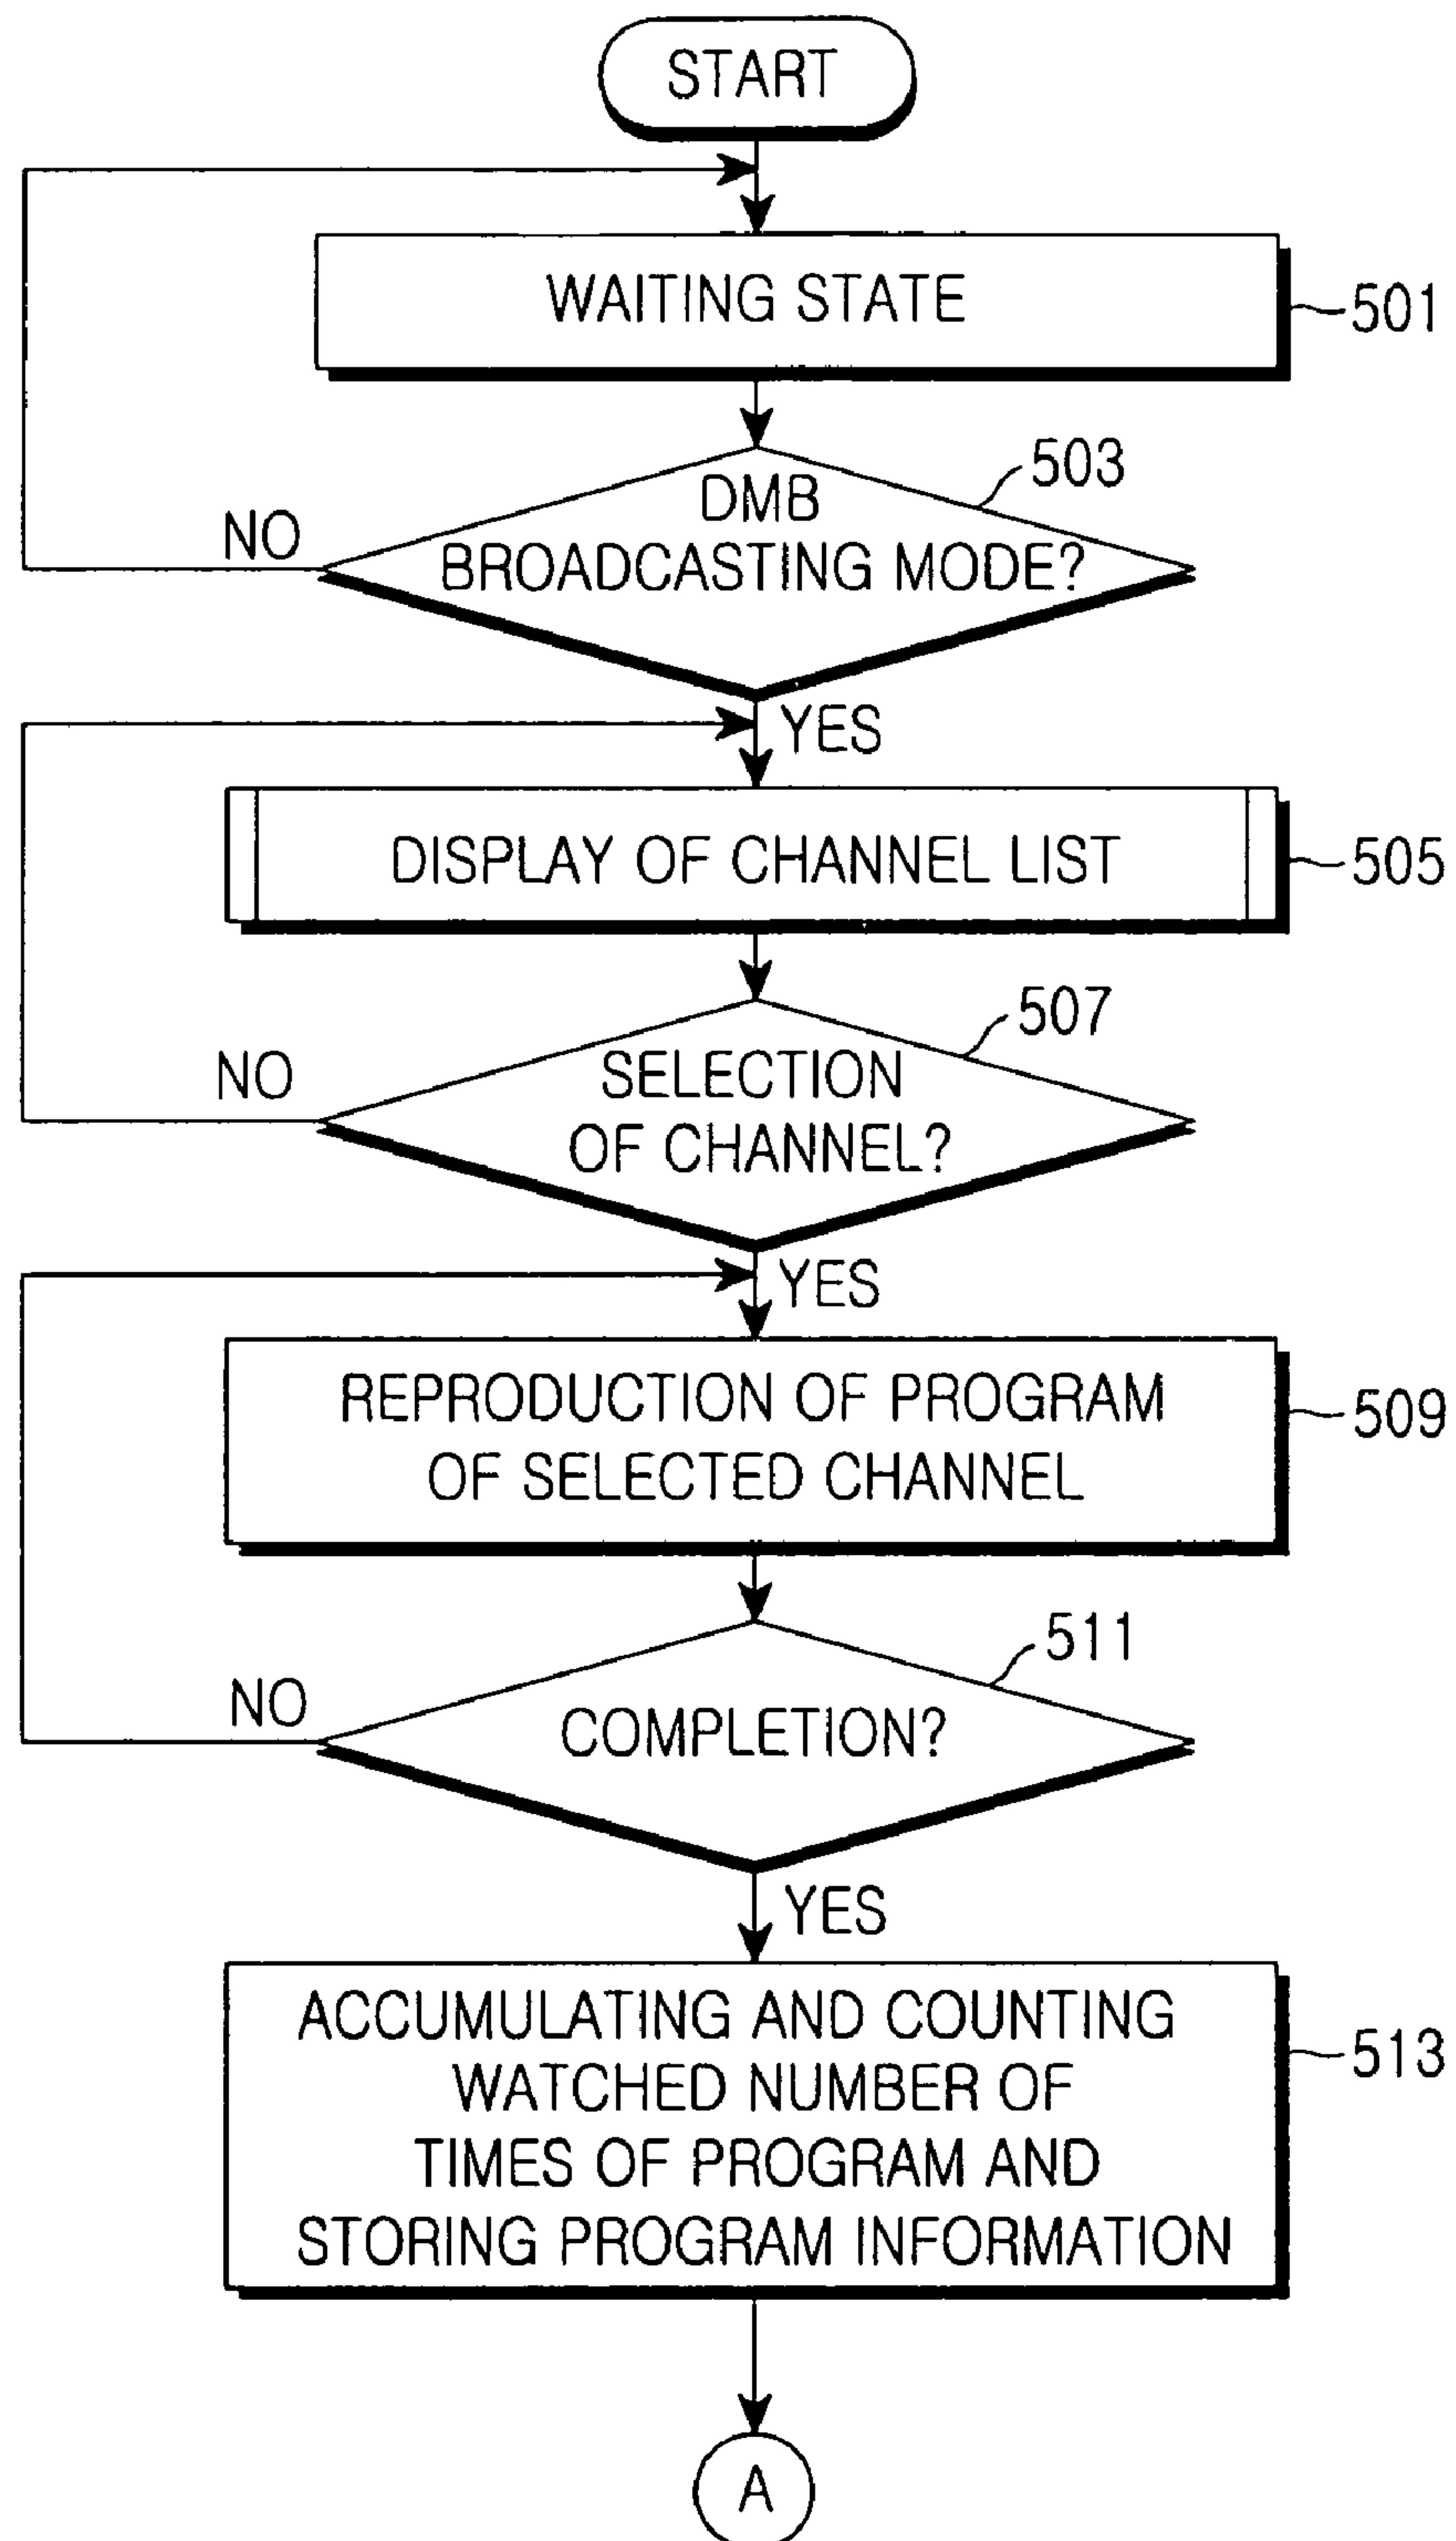 START
WAITING STATE
501
503
DMB
BROADCASTING MODE?
NO
YES
DISPLAY OF CHANNEL LIST
505
507
SELECTION
OF CHANNEL?
NO
YES
REPRODUCTION OF PROGRAM
OF SELECTED CHANNEL
509
511
COMPLETION?
NO
YES
ACCUMULATING AND COUNTING
WATCHED NUMBER OF
TIMES OF PROGRAM AND
STORING PROGRAM INFORMATION
513
A